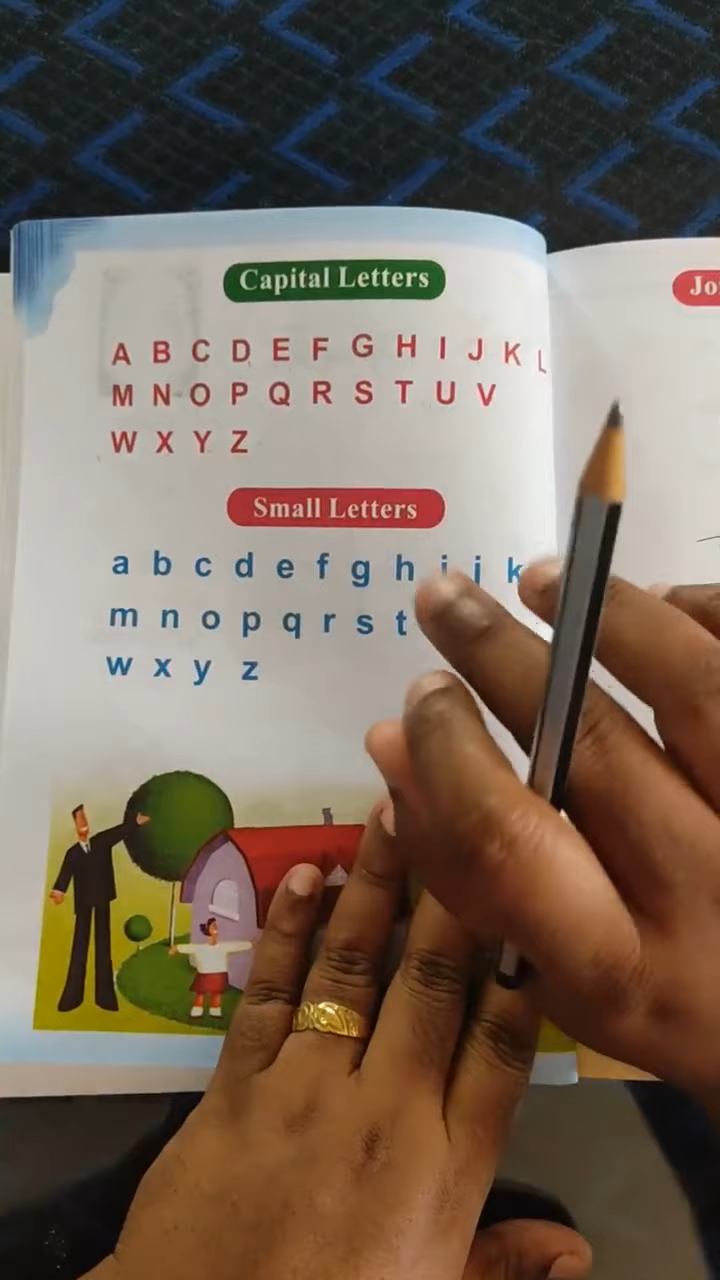 Capital Letters
A B C D E F G H I J K L
M N O P Q R S T U V
W X Y Z
Small Letters
a b c d e f g h i j k
m n o p q r s t
w x y z